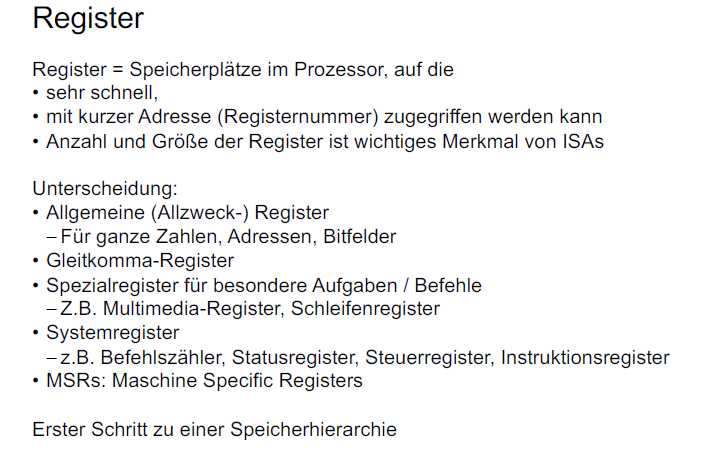 Register
Register = Speicherplätze im Prozessor, auf die
• sehr schnell,
• mit kurzer Adresse (Registernummer) zugegriffen werden kann
• Anzahl und Größe der Register ist wichtiges Merkmal von ISAs
Unterscheidung:
• Allgemeine (Allzweck-) Register
– Für ganze Zahlen, Adressen, Bitfelder
• Gleitkomma-Register
• Spezialregister für besondere Aufgaben / Befehle
– Z.B. Multimedia-Register, Schleifenregister
• Systemregister
– z.B. Befehlszähler, Statusregister, Steuerregister, Instruktionsregister
• MSRs: Maschine Specific Registers
Erster Schritt zu einer Speicherhierarchie